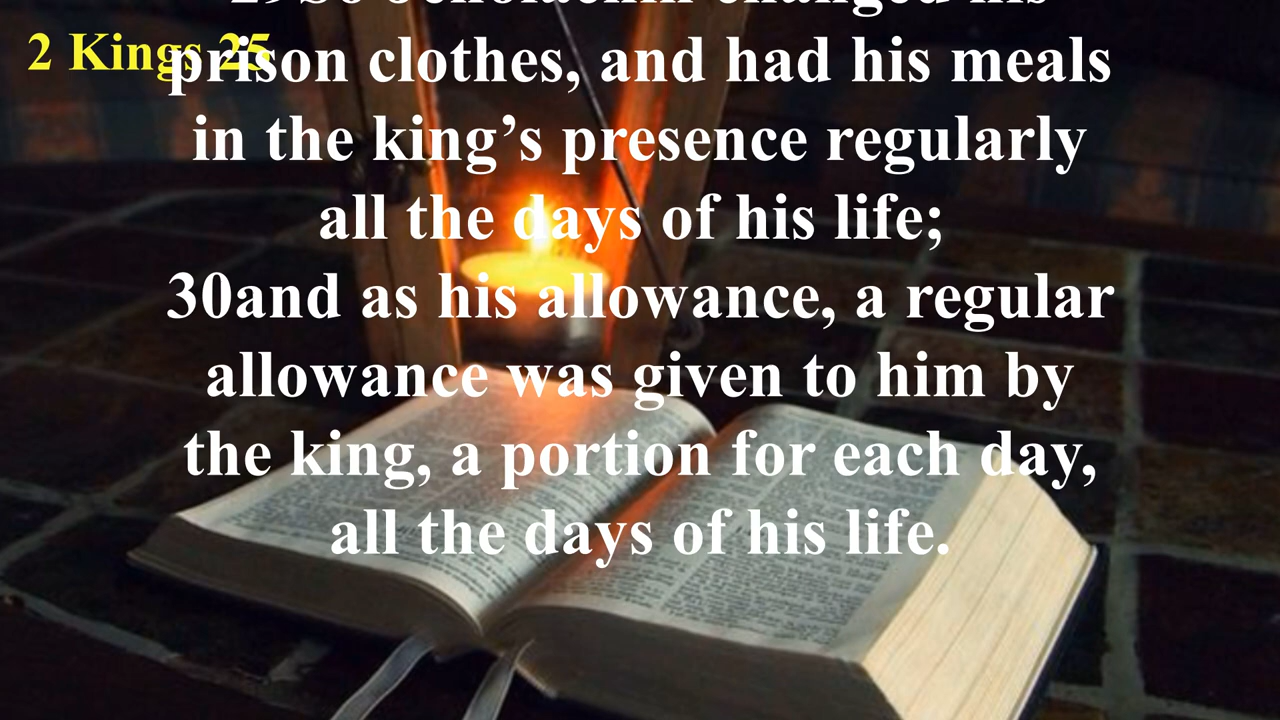 29So Jehoiachin changed his
2 Kings 25
prison clothes, and had his meals
in the king’s presence regularly
all the days of his life;
30and as his allowance, a regular
allowance was given to him by
the king, a portion for each day,
all the days of his life.